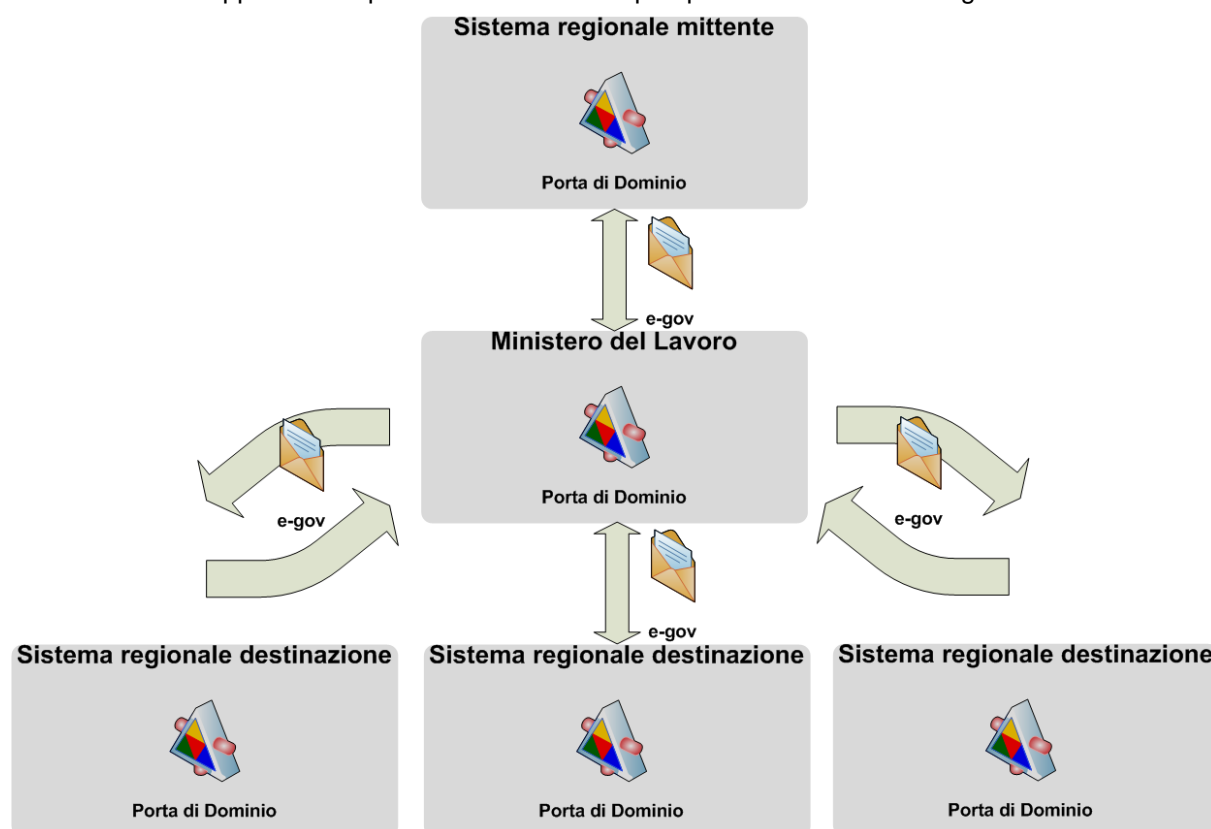 Sistema regionale mittente
Porta di Dominio
e-gov
Ministero del Lavoro
Porta di Dominio
e-gov
e-gov
e-gov
Sistema regionale destinazione
Sistema regionale destinazione
Sistema regionale destinazione
Porta di Dominio
Porta di Dominio
Porta di Dominio